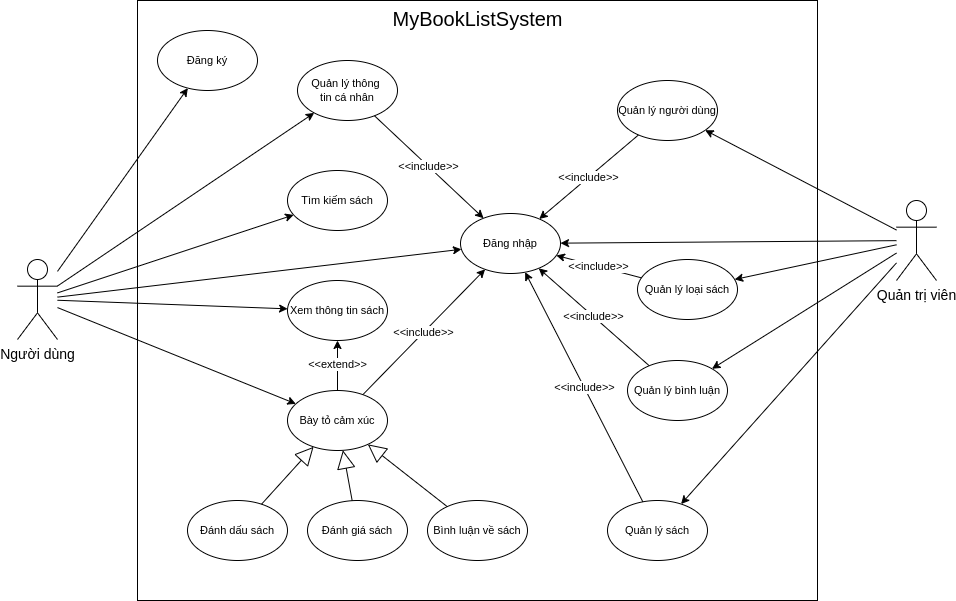 MyBookListSystem
Đăng ký
Quản lý thông
tin cá nhân
Quản lý người dùng
<<include>>
<<include>>
Tìm kiếm sách
Đăng nhập
<<include>>
Quản lý loại sách
Quản trị viên
Xem thông tin sách
<<include>>
<<include>>
Người dùng
<<extend>>
<<include>>
Quản lý bình luận
Bày tỏ cảm xúc
Đánh dấu sách
Đánh giá sách
Bình luận về sách
Quản lý sách